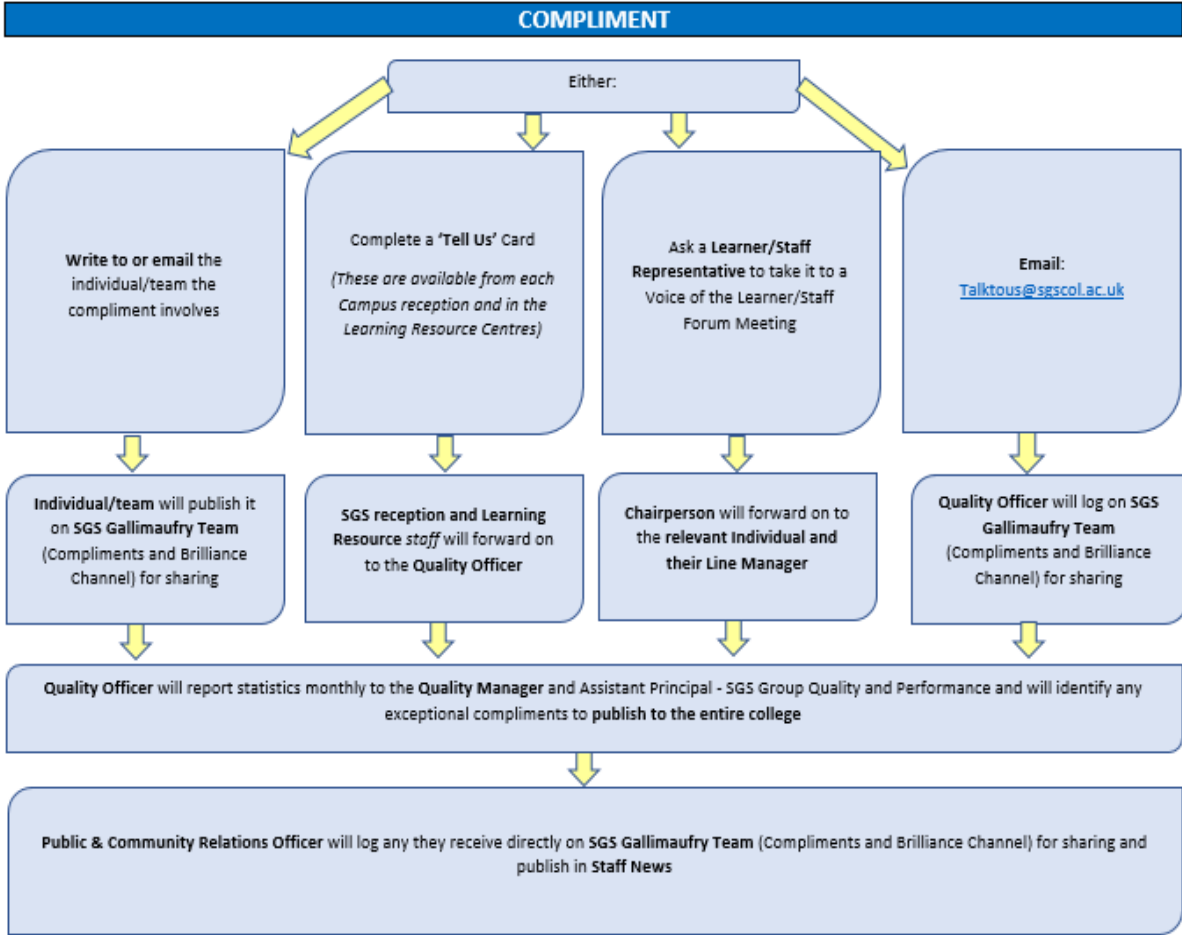 COMPLIMENT
Either:
Write to or email the
individual/team the
compliment involves
Complete a 'Tell Us' Card
(These are available from each
Campus reception and in the
Learning Resource Centres)
Ask a Learner/Staff
Representative to take it to a
Voice of the Learner/Staff
Forum Meeting
Email:
Talktous@sgscol.ac.uk
Individual/team will publish it
on SGS Gallimaufry Team
(Compliments and Brilliance
Channel) for sharing
SGS reception and Learning
Resource staff will forward on
to the Quality Officer
Chairperson will forward on to
the relevant Individual and
their Line Manager
Quality Officer will log on SGS
Gallimaufry Team
(Compliments and Brilliance
Channel) for sharing
Quality Officer will report statistics monthly to the Quality Manager and Assistant Principal - SGS Group Quality and Performance and will identify any
exceptional compliments to publish to the entire college
Public & Community Relations Officer will log any they receive directly on SGS Gallimaufry Team (Compliments and Brilliance Channel) for sharing and
publish in Staff News